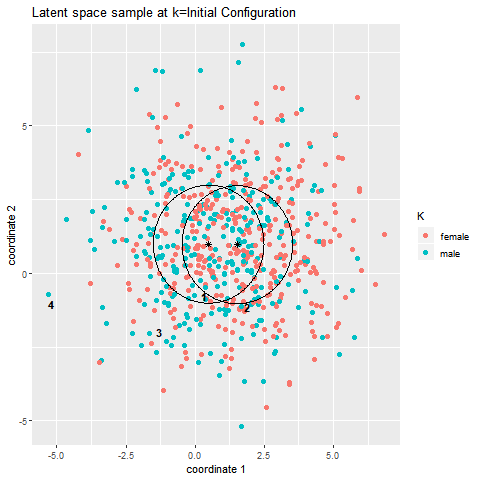 Latent space sample at k=Initial Configuration
5
0
-5
coordinate 2
1
2
3
4
-5.0
-2.5
0.0
2.5
5.0
coordinate 1
K
female
male